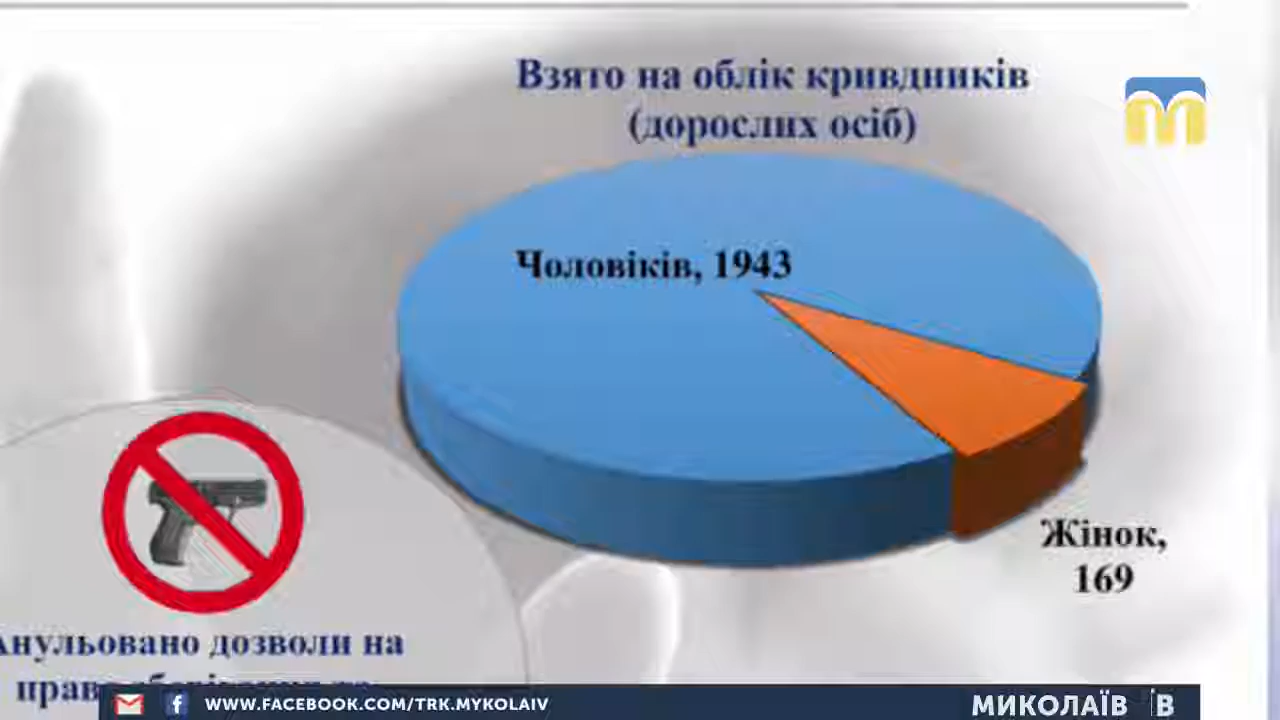 Взято на облік кривдників
(дорослих осіб)
Чоловіків, 1943
Жінок,
169
Анульовано дозволи на
WWW.FACEBOOK.COM/TRK.MYKOLAIV
МИКОЛАЇВ